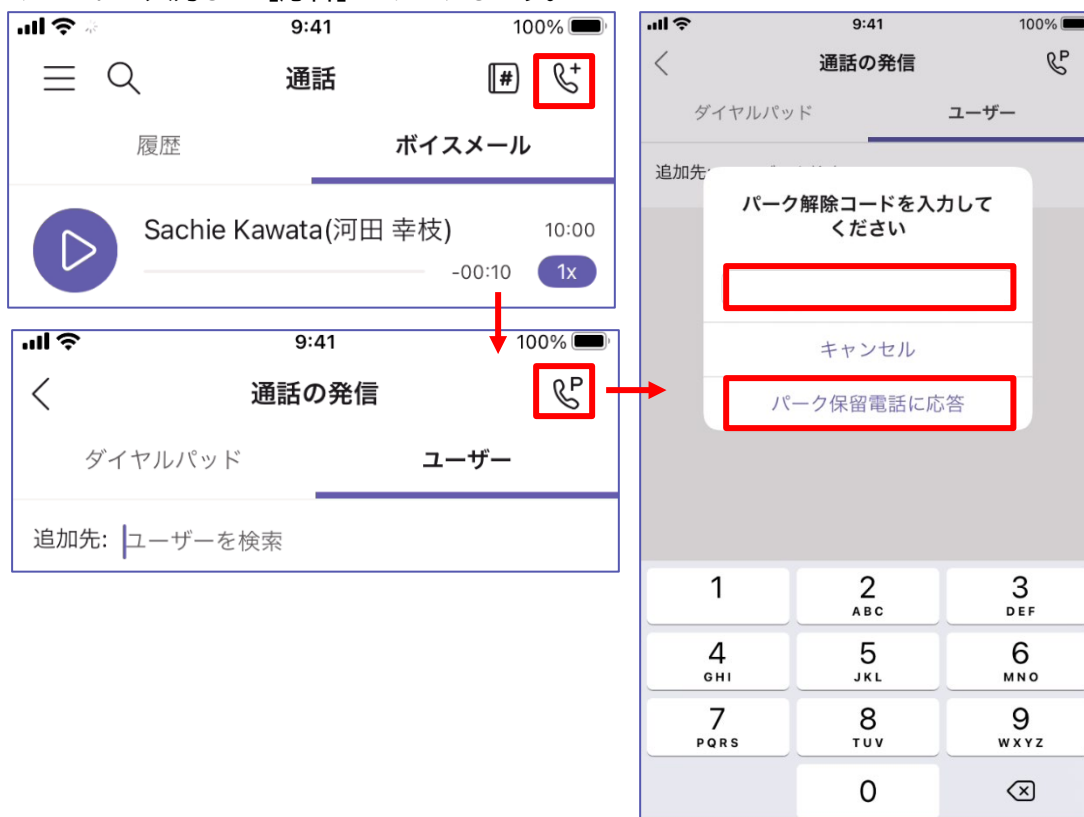 9:41
100%
通話
#
履歴
ボイスメール
Sachie Kawata(河田 幸枝)
10:00
-00:10
1x
9:41
100%
通話の発信
P
ダイヤルパッド
ユーザー
追加先: ユーザーを検索
9:41
100%
通話の発信
P
ダイヤルパッド
ユーザー
追加先:
パーク解除コードを入力して
ください
キャンセル
パーク保留電話に応答
1
2
3
ABC
DEF
4
5
6
GHI
JKL
MNO
7
8
9
PQRS
TUV
WXYZ
0